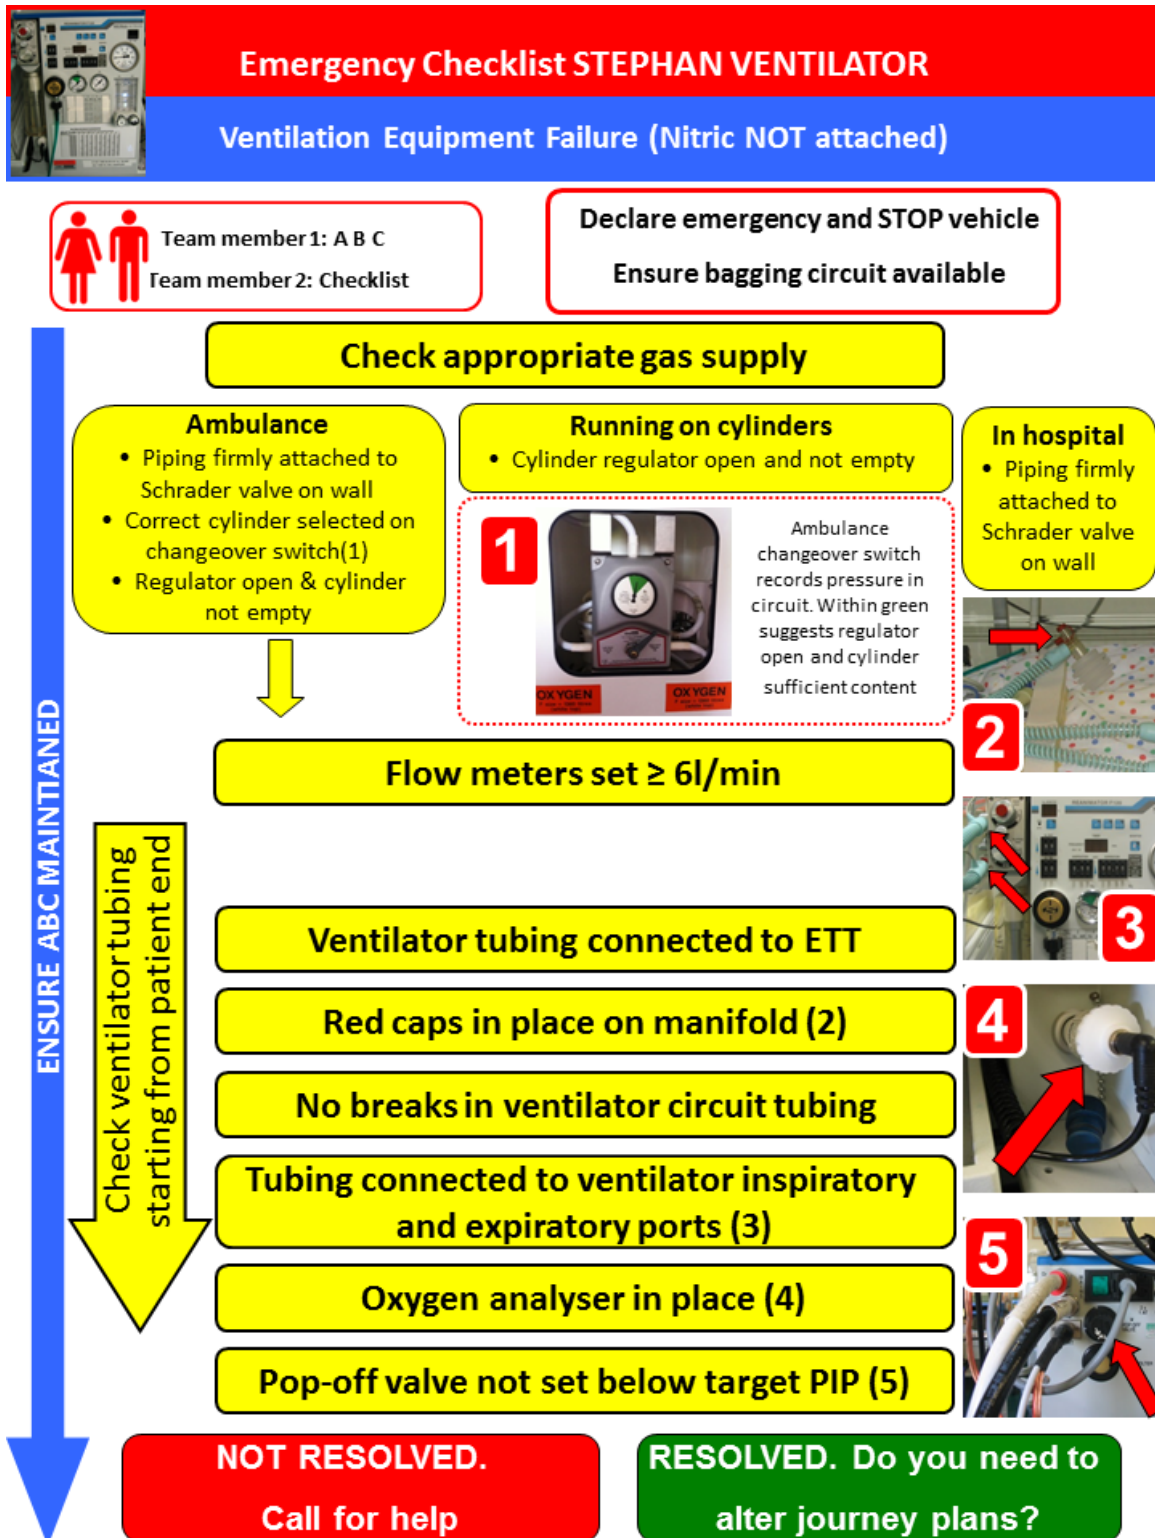 Emergency Checklist STEPHAN VENTILATOR
Ventilation Equipment Failure (Nitric NOT attached)
Team member 1: A B C
Team member 2: Checklist
Declare emergency and STOP vehicle
Ensure bagging circuit available
ENSURE ABC MAINTIANED
Check appropriate gas supply
Ambulance
• Piping firmly attached to
Schrader valve on wall
• Correct cylinder selected on
changeover switch(1)
• Regulator open & cylinder
not empty
Running on cylinders
• Cylinder regulator open and not empty
In hospital
• Piping firmly
attached to
Schrader valve
on wall
1
Ambulance
changeover switch
records pressure in
circuit. Within green
suggests regulator
open and cylinder
sufficient content
OXYGEN
OXYGEN
2
Flow meters set ≥ 6l/min
3
Check ventilator tubing
starting from patient end
Ventilator tubing connected to ETT
Red caps in place on manifold (2)
4
No breaks in ventilator circuit tubing
Tubing connected to ventilator inspiratory
and expiratory ports (3)
5
Oxygen analyser in place (4)
Pop-off valve not set below target PIP (5)
NOT RESOLVED.
Call for help
RESOLVED. Do you need to
alter journey plans?